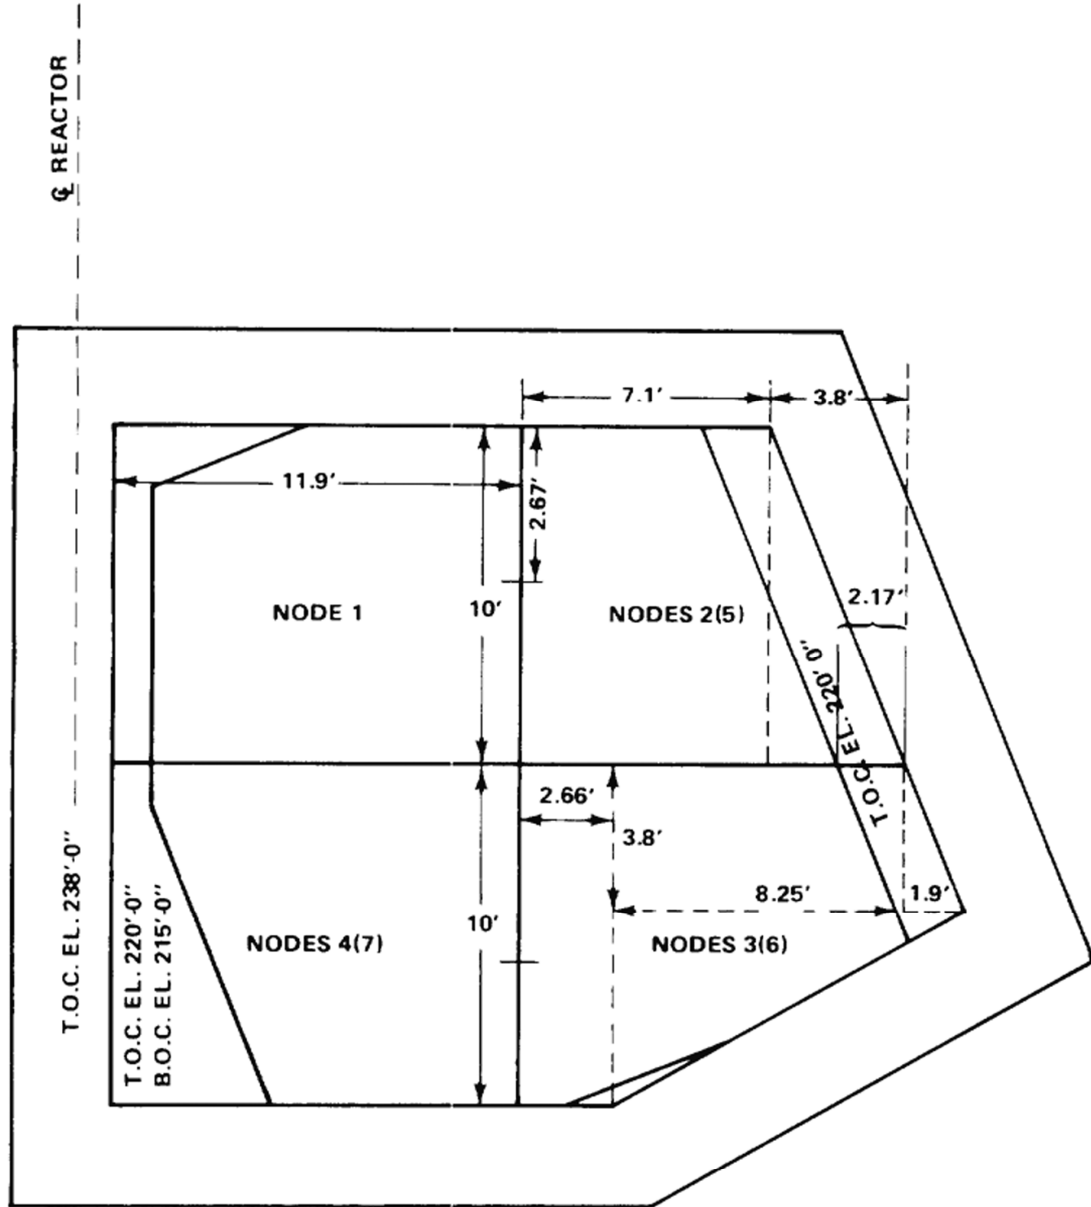 ℄ REACTOR
7.1′
3.8′
11.9′
2.67′
10′
NODE 1
NODES 2(5)
2.17′
T.O.C. EL. 220′ 0″
2.66′
3.8′
8.25′
1.9′
10′
NODES 4(7)
NODES 3(6)
T.O.C. EL. 238′-0″
T.O.C. EL. 220′-0″
B.O.C. EL. 215′-0″